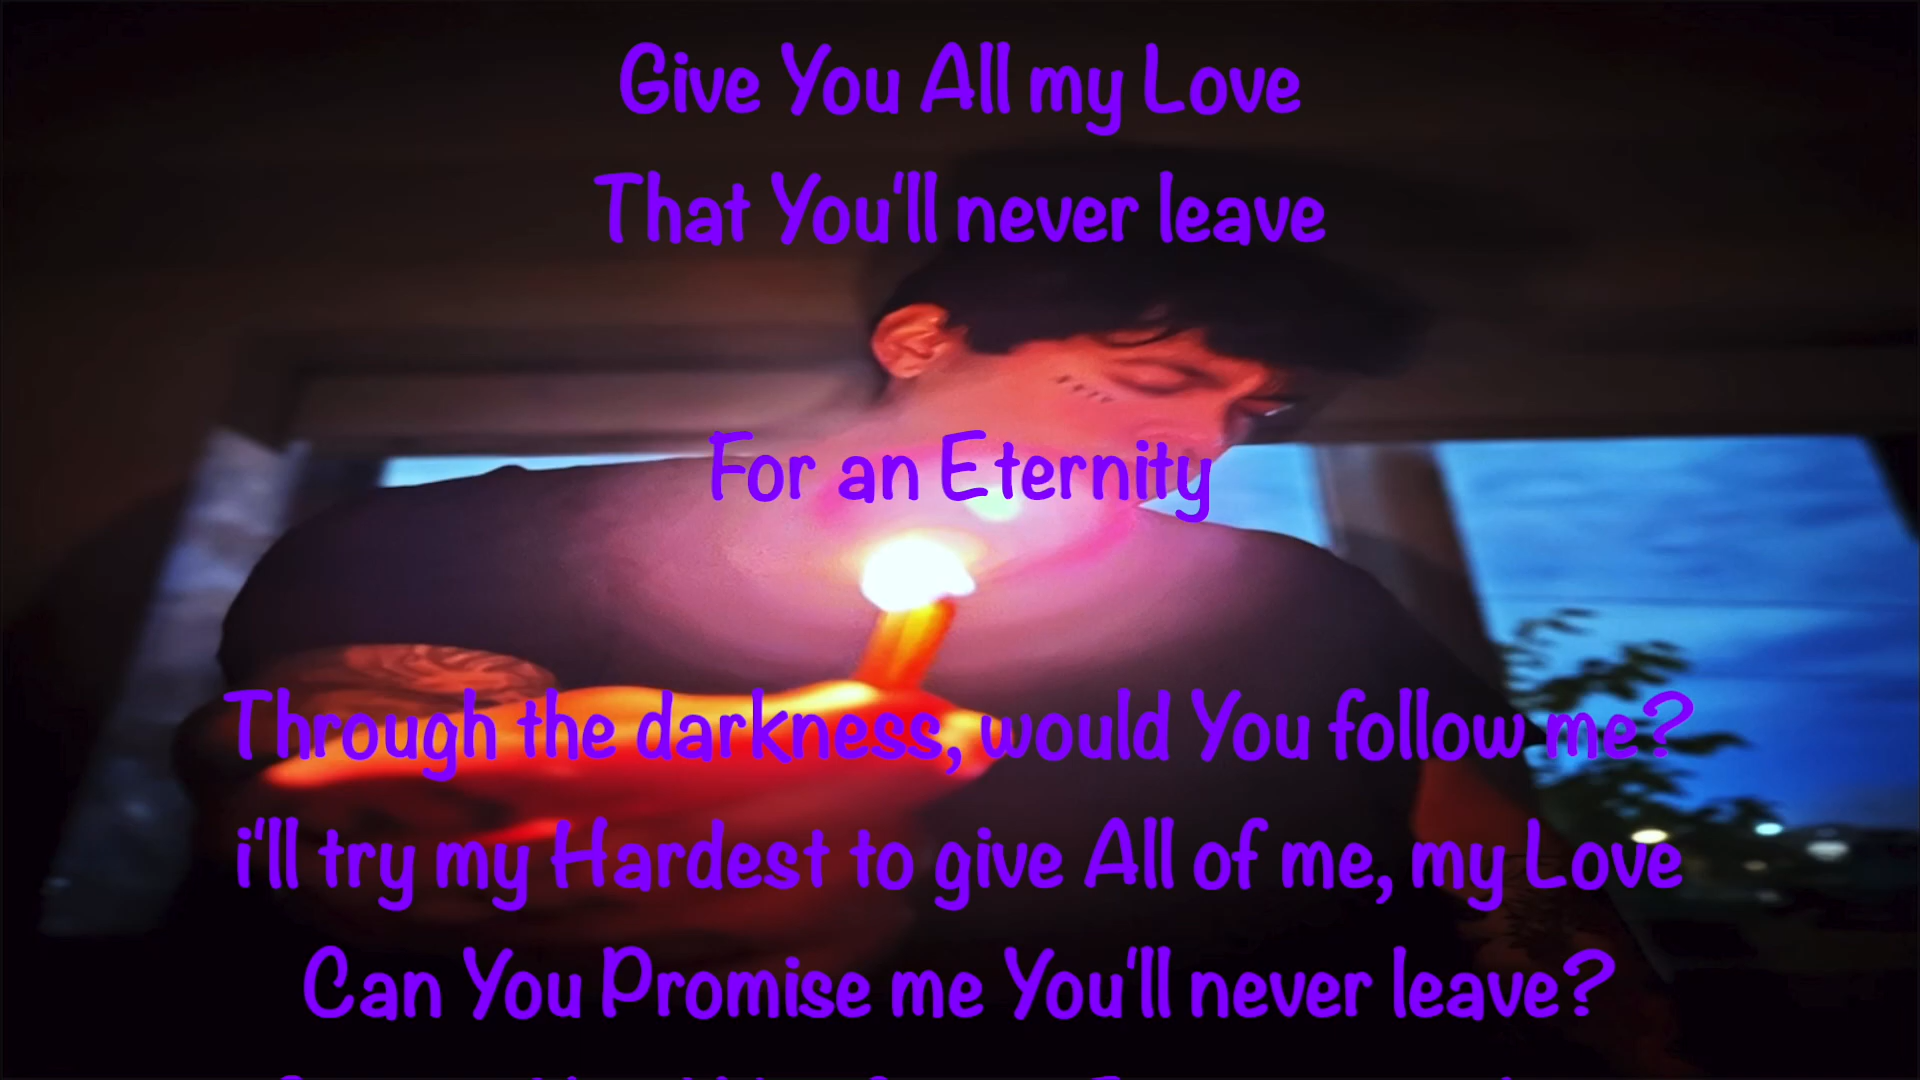 Give You All my Love
That You'll never leave
For an Eternity
Through the darkness, would You follow me?
i'll try my Hardest to give All of me, my Love
Can You Promise me You'll never leave?